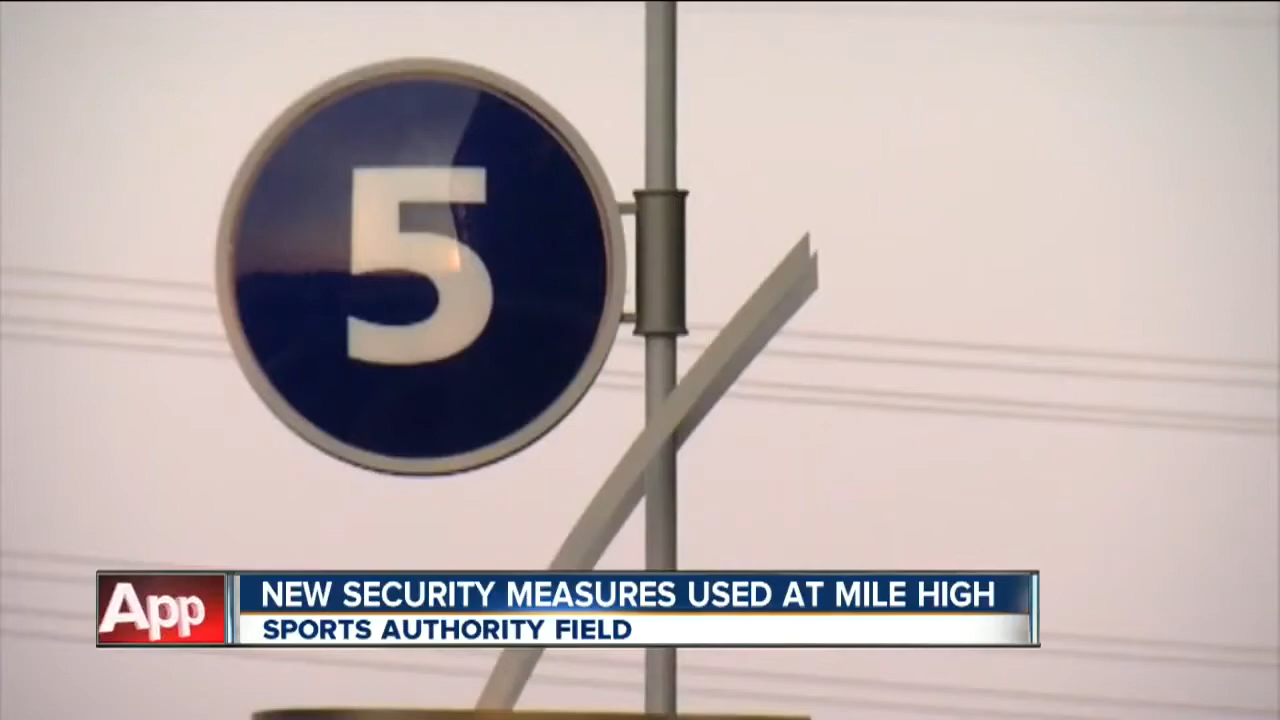 5
App
NEW SECURITY MEASURES USED AT MILE HIGH
SPORTS AUTHORITY FIELD